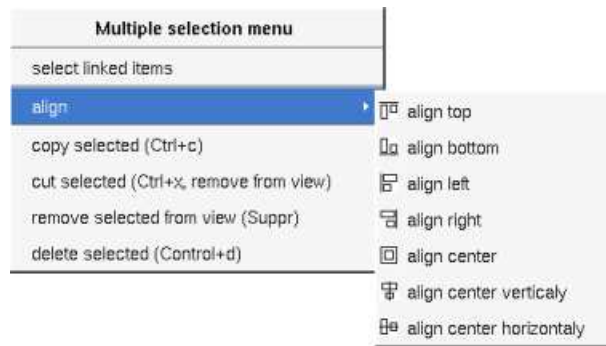 Multiple selection menu
select linked items
align
copy selected (Ctrl+c)
cut selected (Ctrl+x, remove from view)
remove selected from view (Suppr)
delete selected (Control+d)
align top
align bottom
align left
align right
align center
align center verticaly
align center horizontaly